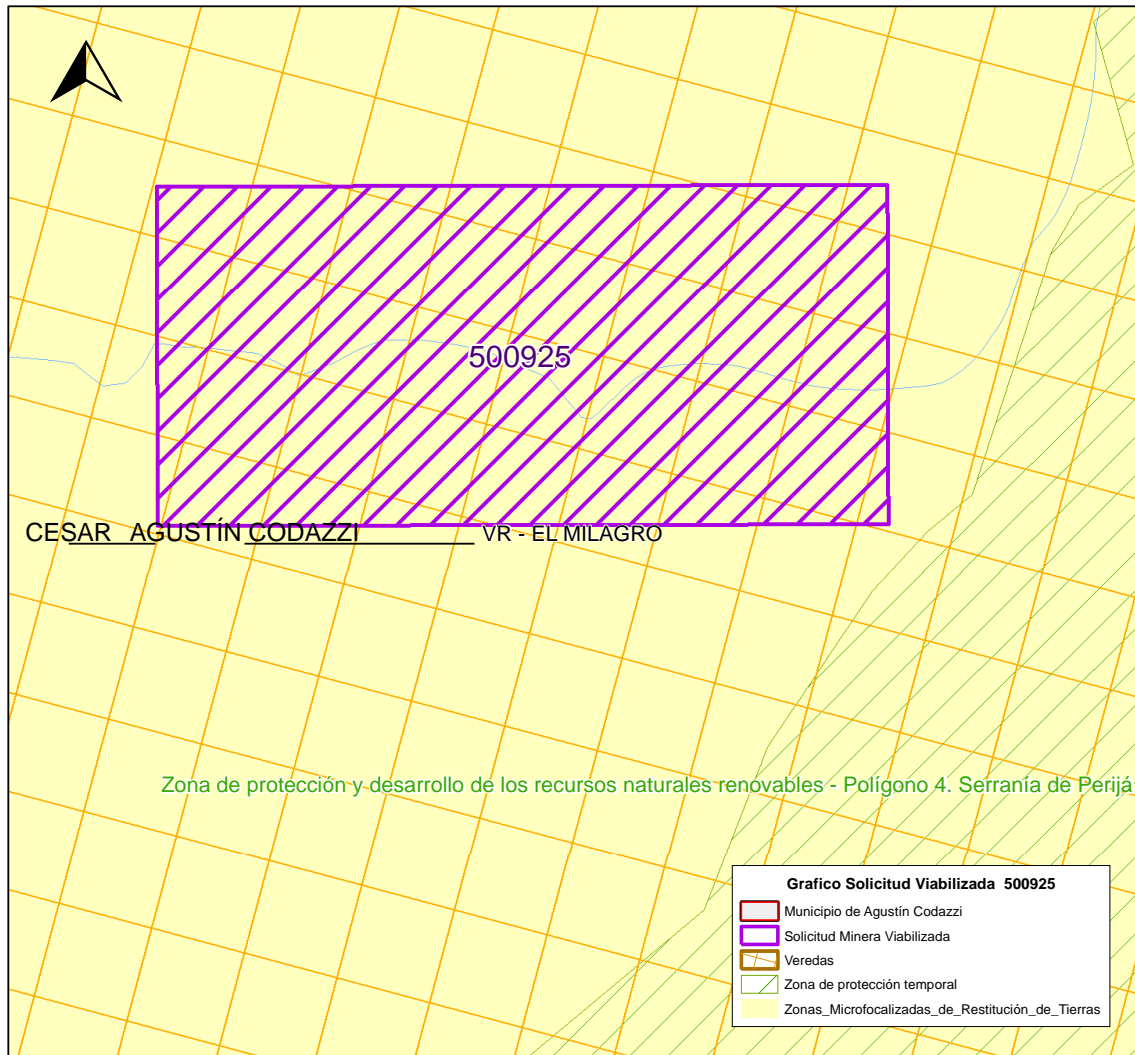 500925
CESAR AGUSTÍN CODAZZI VR - EL MILAGRO
Zona de protección y desarrollo de los recursos naturales renovables - Polígono 4. Serranía de Perijá
Grafico Solicitud Viabilizada 500925
Municipio de Agustín Codazzi
Solicitud Minera Viabilizada
Veredas
Zona de protección temporal
Zonas_Microfocalizadas_de_Restitución_de_Tierras